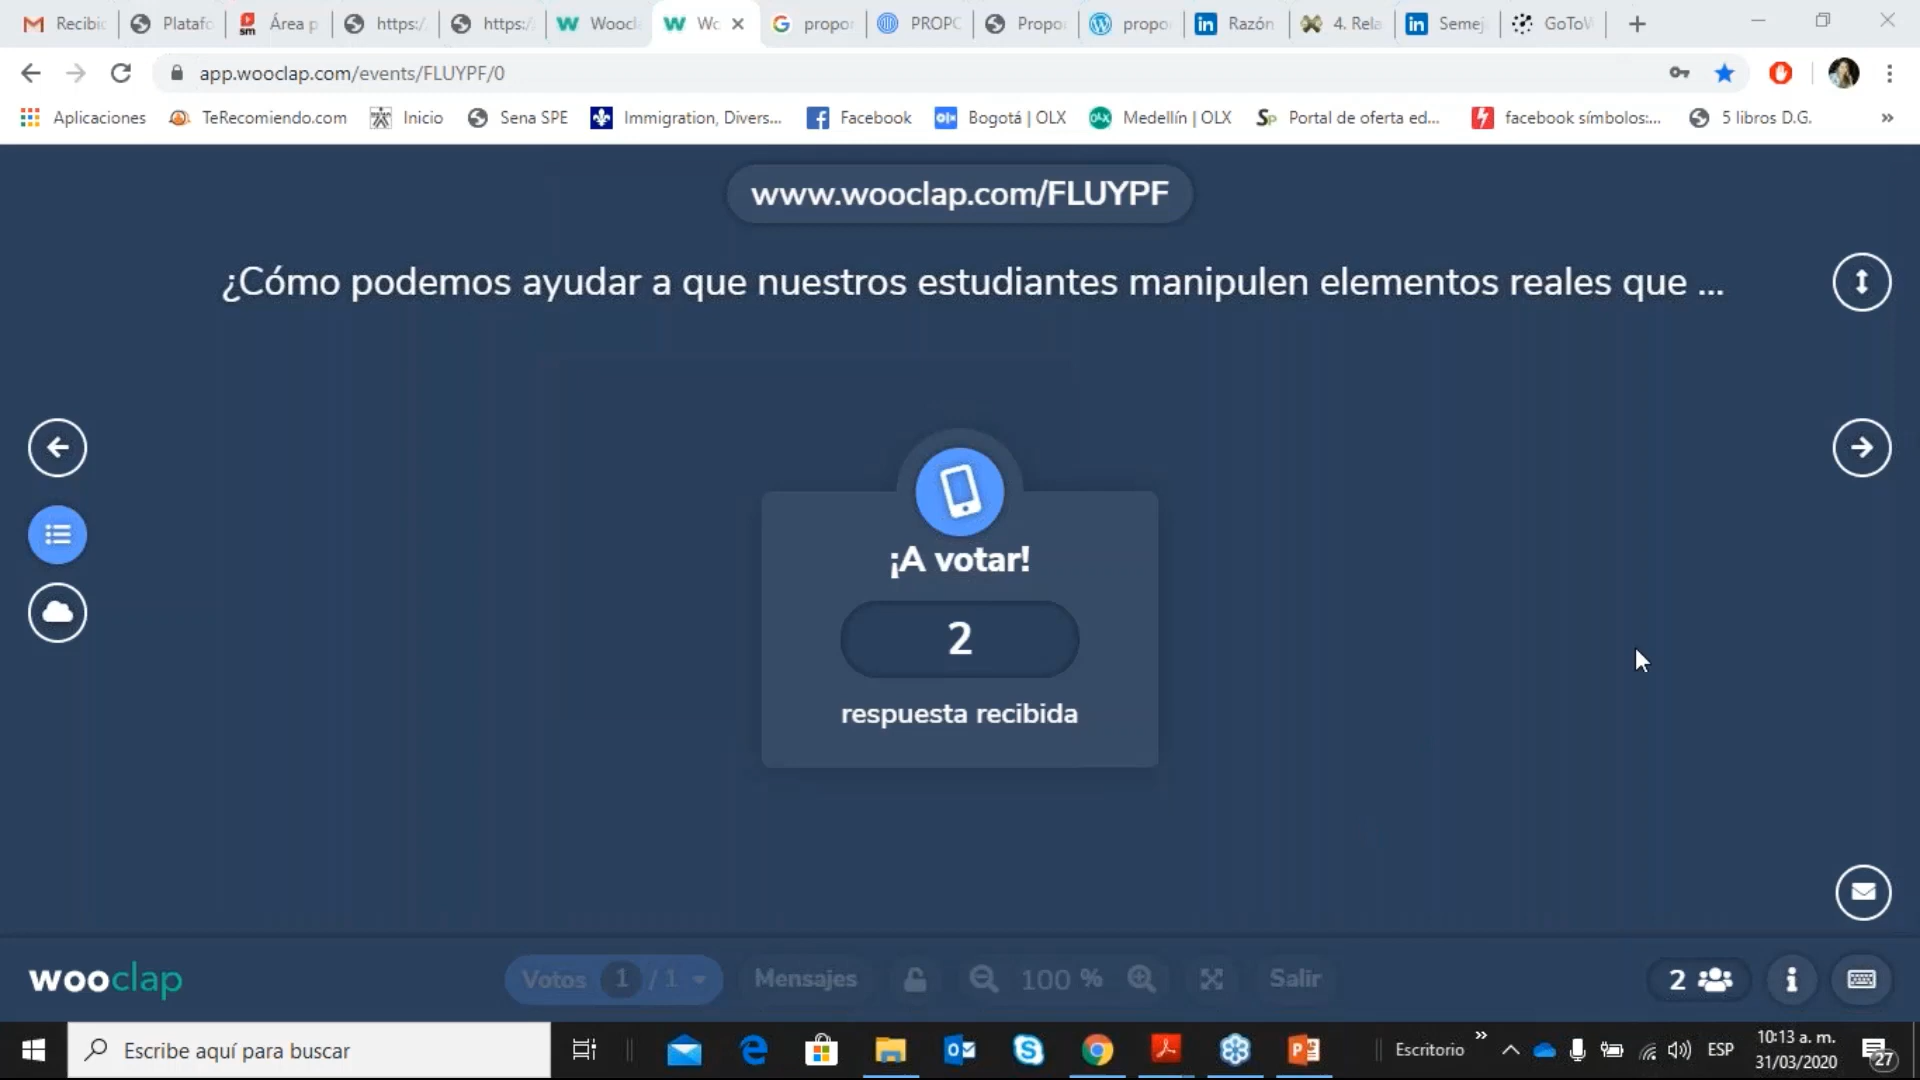 Recibi
Platafo
Área p
https:/
https:/
Woocl
Wo
propor
PROPO
Propor
propo
Razón
4. Rela
Semej
GoToW
app.wooclap.com/events/FLUYPF/0
Aplicaciones
TeRecomiendo.com
Inicio
Sena SPE
Immigration, Divers...
Facebook
Bogotá | OLX
Medellín | OLX
Portal de oferta ed...
facebook símbolos:...
5 libros D.G.
www.wooclap.com/FLUYPF
¿Cómo podemos ayudar a que nuestros estudiantes manipulen elementos reales que ...
¡A votar!
2
respuesta recibida
wooclap
Votos 1 / 1
Mensajes
100 %
Salir
2
Escribe aquí para buscar
Escritorio
ESP
10:13 a. m.
31/03/2020
27